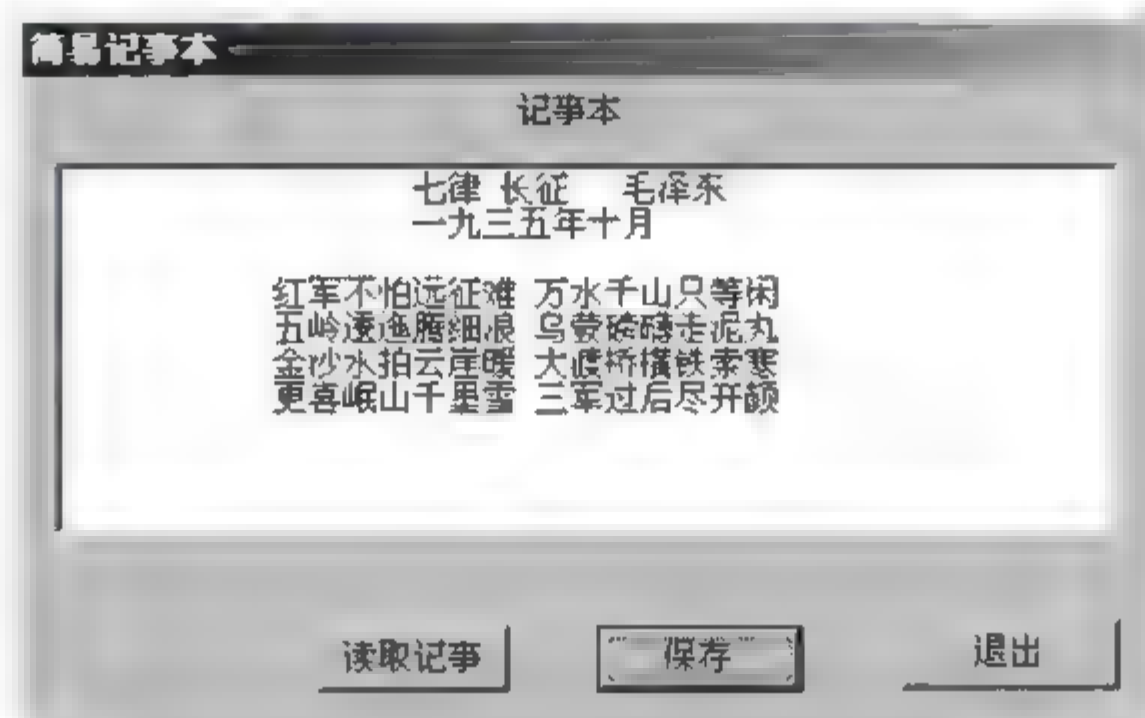 简易记事本
记事本
七律 长征 毛泽东
一九三五年十月
红军不怕远征难 万水千山只等闲
五岭逶迤腾细浪 乌蒙磅礴走泥丸
金沙水拍云崖暖 大渡桥横铁索寒
更喜岷山千里雪 三军过后尽开颜
读取记事 保存 退出